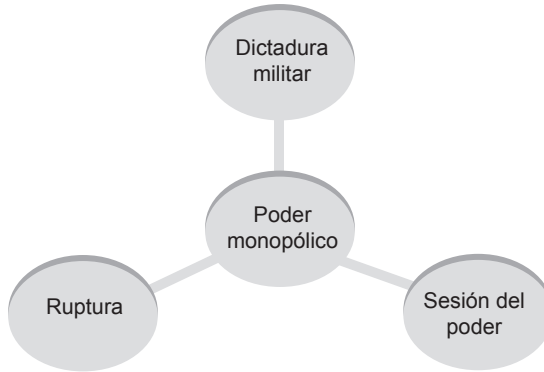 Dictadura
militar
Poder
monopólico
Ruptura
Sesión del
poder